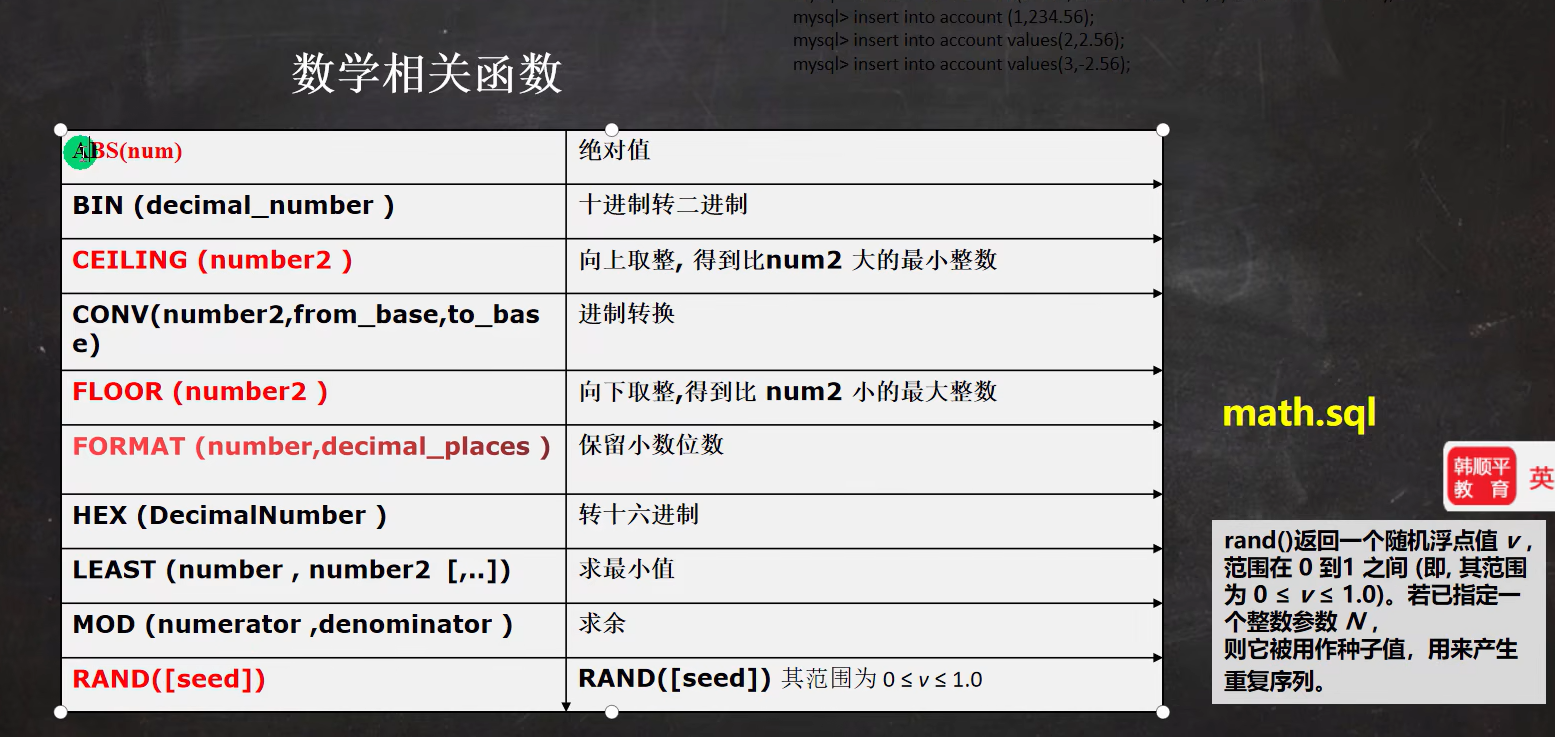 mysql> insert into account (1,234.56);
mysql> insert into account values(2,2.56);
mysql> insert into account values(3,-2.56);
数学相关函数
ABS(num) 绝对值
BIN (decimal_number ) 十进制转二进制
CEILING (number2 ) 向上取整, 得到比num2 大的最小整数
CONV(number2,from_base,to_bas 进制转换
e)
FLOOR (number2 ) 向下取整,得到比 num2 小的最大整数
FORMAT (number,decimal_places ) 保留小数位数
HEX (DecimalNumber ) 转十六进制
LEAST (number , number2 [,..]) 求最小值
MOD (numerator ,denominator ) 求余
RAND([seed]) RAND([seed]) 其范围为 0 ≤ v ≤ 1.0
math.sql
韩顺平
教 育
英
rand()返回一个随机浮点值 v ,
范围在 0 到1 之间 (即, 其范围
为 0 ≤ v ≤ 1.0)。若已指定一
个整数参数 N ,
则它被用作种子值，用来产生
重复序列。